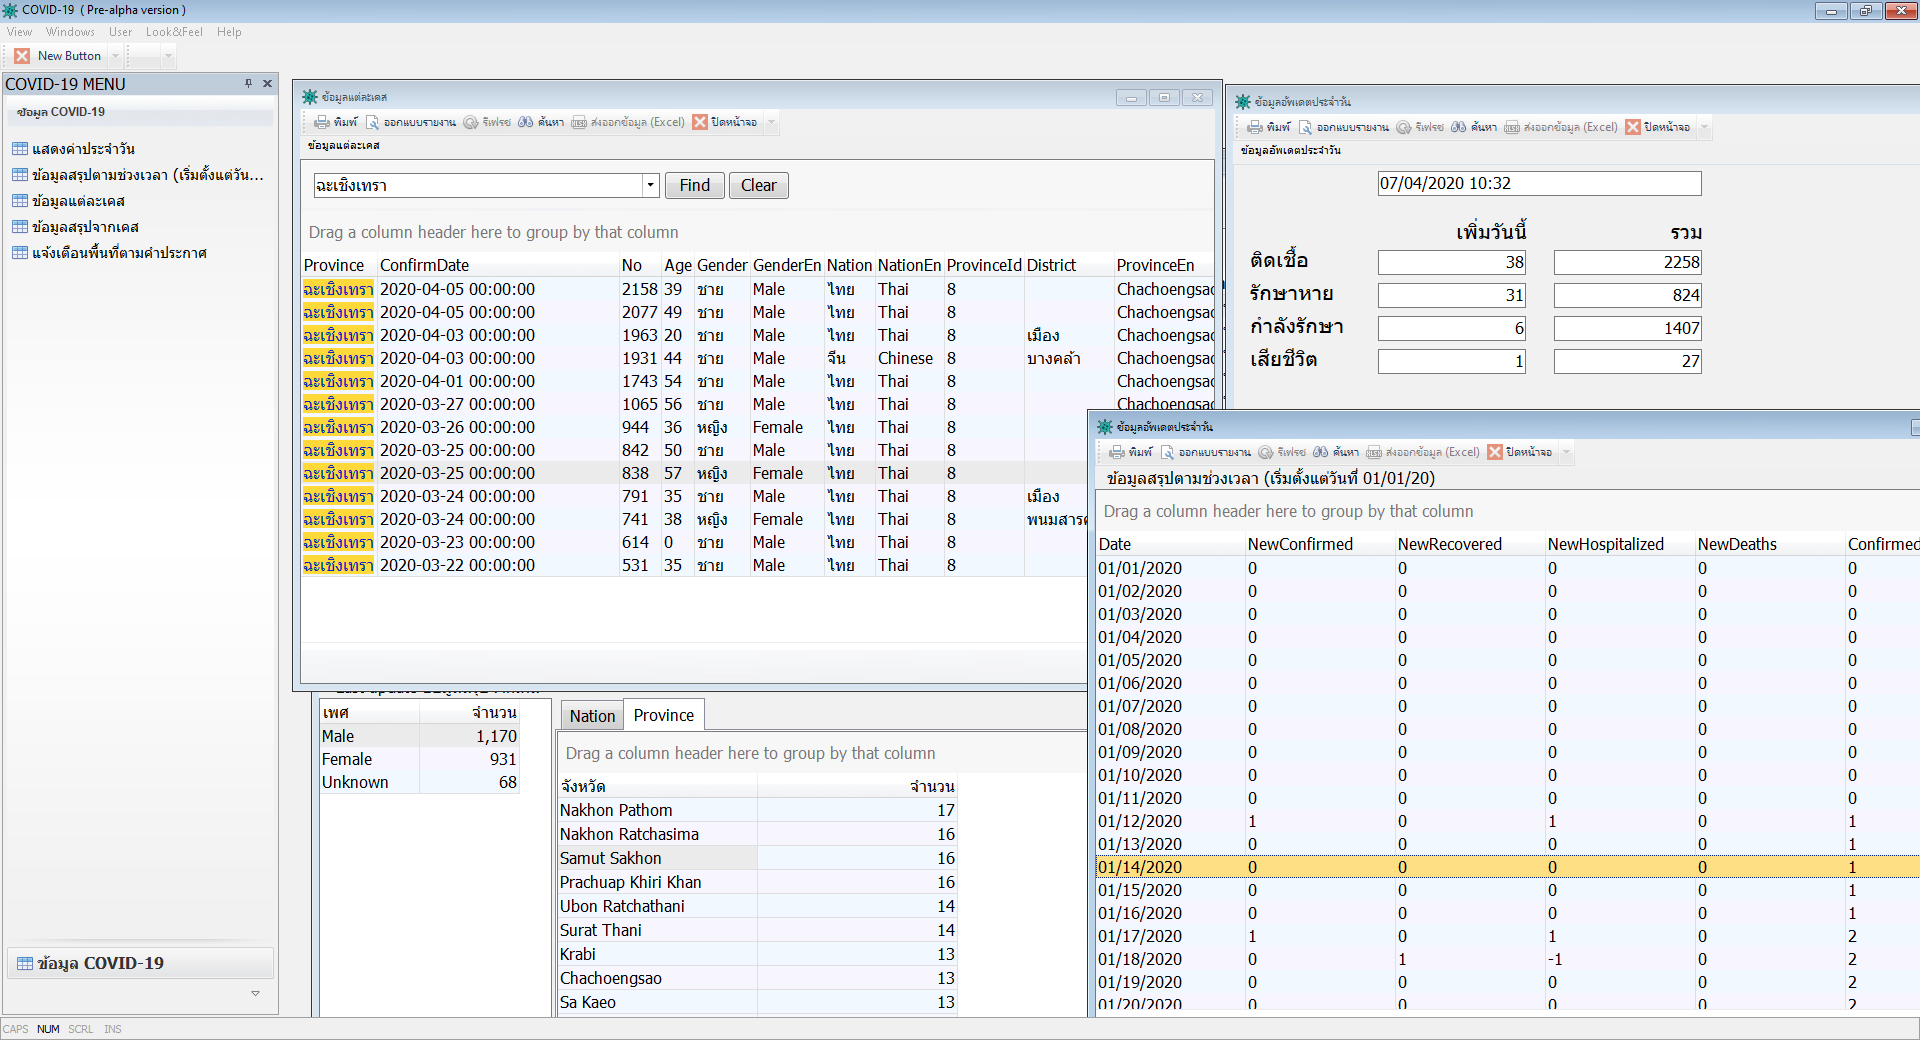 COVID-19 ( Pre-alpha version )
View Windows User Look&Feel Help
New Button
COVID-19 MENU
ข้อมูล COVID-19
แสดงค่าประจำวัน
ข้อมูลสรุปตามช่วงเวลา (เริ่มตั้งแต่วัน...
ข้อมูลแต่ละเคส
ข้อมูลสรุปจากเคส
แจ้งเตือนพื้นที่ตามคำประกาศ
ข้อมูล COVID-19
CAPS NUM SCRL INS
ข้อมูลแต่ละเคส
พิมพ์ ออกแบบรายงาน รีเฟรช ค้นหา ส่งออกข้อมูล (Excel) ปิดหน้าจอ
ข้อมูลแต่ละเคส
ฉะเชิงเทรา Find Clear
Drag a column header here to group by that column
Province ConfirmDate No Age Gender GenderEn Nation NationEn ProvinceId District ProvinceEn
ฉะเชิงเทรา 2020-04-05 00:00:00 2158 39 ชาย Male ไทย Thai 8 Chachoengsao
ฉะเชิงเทรา 2020-04-05 00:00:00 2077 49 ชาย Male ไทย Thai 8 Chachoengsao
ฉะเชิงเทรา 2020-04-03 00:00:00 1963 20 ชาย Male ไทย Thai 8 เมือง Chachoengsao
ฉะเชิงเทรา 2020-04-03 00:00:00 1931 44 ชาย Male จีน Chinese 8 บางคล้า Chachoengsao
ฉะเชิงเทรา 2020-04-01 00:00:00 1743 54 ชาย Male ไทย Thai 8 Chachoengsao
ฉะเชิงเทรา 2020-03-27 00:00:00 1065 56 ชาย Male ไทย Thai 8 Chachoengsao
ฉะเชิงเทรา 2020-03-26 00:00:00 944 36 หญิง Female ไทย Thai 8
ฉะเชิงเทรา 2020-03-25 00:00:00 842 50 ชาย Male ไทย Thai 8
ฉะเชิงเทรา 2020-03-25 00:00:00 838 57 หญิง Female ไทย Thai 8
ฉะเชิงเทรา 2020-03-24 00:00:00 791 35 ชาย Male ไทย Thai 8 เมือง
ฉะเชิงเทรา 2020-03-24 00:00:00 741 38 หญิง Female ไทย Thai 8 พนมสารค
ฉะเชิงเทรา 2020-03-23 00:00:00 614 0 ชาย Male ไทย Thai 8
ฉะเชิงเทรา 2020-03-22 00:00:00 531 35 ชาย Male ไทย Thai 8
เพศ จำนวน
Male 1,170
Female 931
Unknown 68
Nation Province
Drag a column header here to group by that column
จังหวัด จำนวน
Nakhon Pathom 17
Nakhon Ratchasima 16
Samut Sakhon 16
Prachuap Khiri Khan 16
Ubon Ratchathani 14
Surat Thani 14
Krabi 13
Chachoengsao 13
Sa Kaeo 13
ข้อมูลอัพเดตประจำวัน
พิมพ์ ออกแบบรายงาน รีเฟรช ค้นหา ส่งออกข้อมูล (Excel) ปิดหน้าจอ
ข้อมูลอัพเดตประจำวัน
07/04/2020 10:32
เพิ่มวันนี้ รวม
ติดเชื้อ 38 2258
รักษาหาย 31 824
กำลังรักษา 6 1407
เสียชีวิต 1 27
ข้อมูลอัพเดตประจำวัน
พิมพ์ ออกแบบรายงาน รีเฟรช ค้นหา ส่งออกข้อมูล (Excel) ปิดหน้าจอ
ข้อมูลสรุปตามช่วงเวลา (เริ่มตั้งแต่วันที่ 01/01/20)
Drag a column header here to group by that column
Date NewConfirmed NewRecovered NewHospitalized NewDeaths Confirmed
01/01/2020 0 0 0 0 0
01/02/2020 0 0 0 0 0
01/03/2020 0 0 0 0 0
01/04/2020 0 0 0 0 0
01/05/2020 0 0 0 0 0
01/06/2020 0 0 0 0 0
01/07/2020 0 0 0 0 0
01/08/2020 0 0 0 0 0
01/09/2020 0 0 0 0 0
01/10/2020 0 0 0 0 0
01/11/2020 0 0 0 0 0
01/12/2020 1 0 1 0 1
01/13/2020 0 0 0 0 1
01/14/2020 0 0 0 0 1
01/15/2020 0 0 0 0 1
01/16/2020 0 0 0 0 1
01/17/2020 1 0 1 0 2
01/18/2020 0 1 -1 0 2
01/19/2020 0 0 0 0 2
01/20/2020 0 0 0 0 2